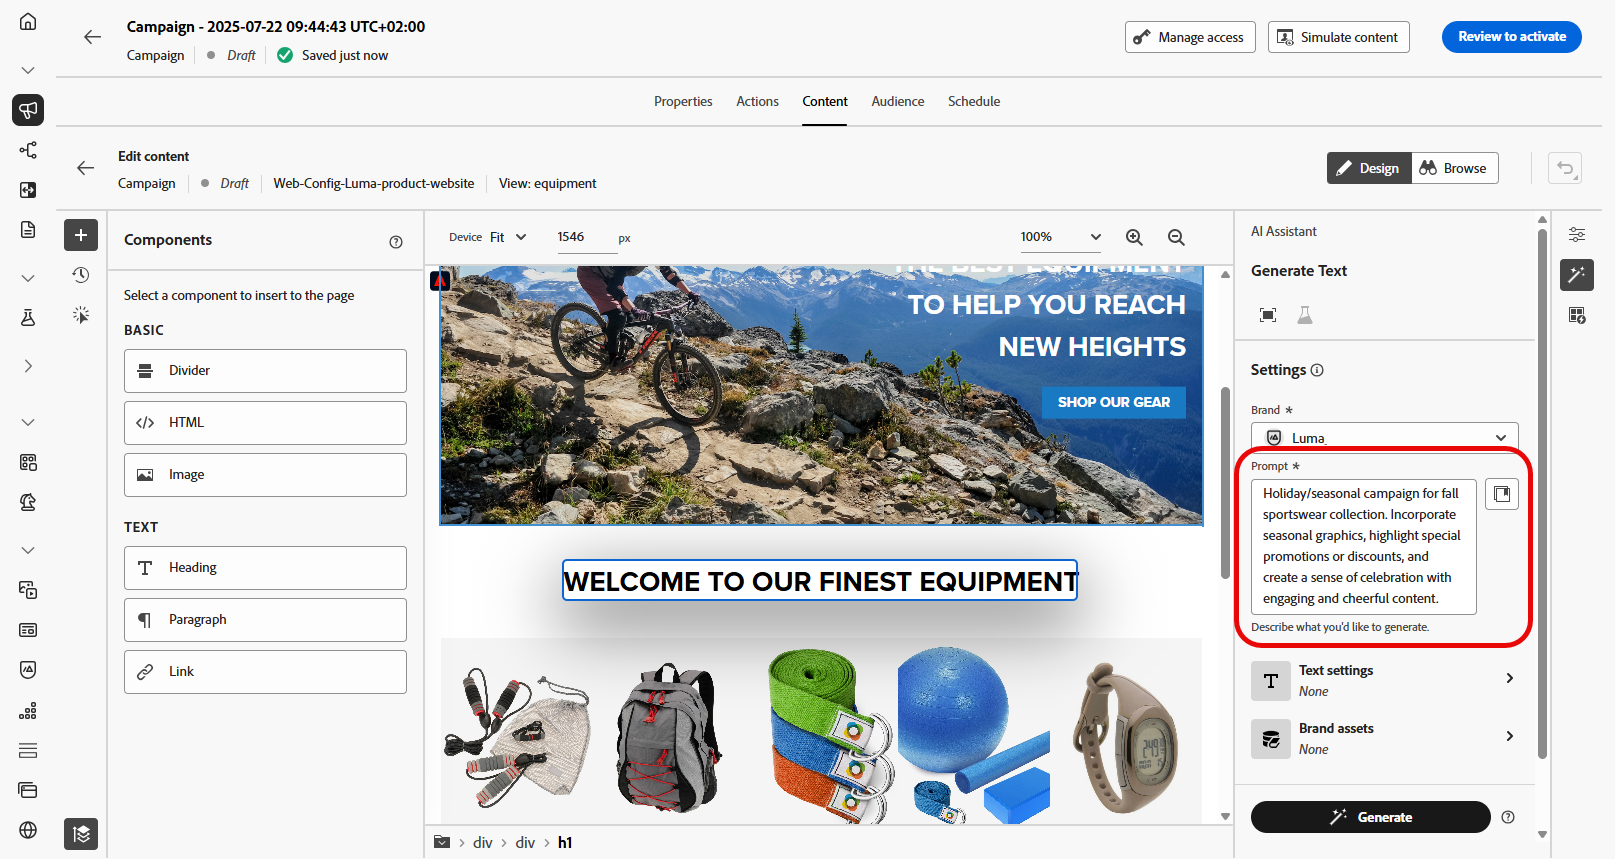 Campaign - 2025-07-22 09:44:43 UTC+02:00
Campaign Draft Saved just now
Manage access
Simulate content
Review to activate
Properties Actions Content Audience Schedule
Edit content
Campaign Draft Web-Config-Luma-product-website View: equipment
Design Browse
Components
Select a component to insert to the page
BASIC
Divider
HTML
Image
TEXT
Heading
Paragraph
Link
Device Fit 1546 px 100%
THE BEST EQUIPMENT
TO HELP YOU REACH
NEW HEIGHTS
SHOP OUR GEAR
WELCOME TO OUR FINEST EQUIPMENT
div div h1
AI Assistant
Generate Text
Settings
Brand *
Luma
Prompt *
Holiday/seasonal campaign for fall
sportswear collection. Incorporate
seasonal graphics, highlight special
promotions or discounts, and
create a sense of celebration with
engaging and cheerful content.
Describe what you'd like to generate.
Text settings
None
Brand assets
None
Generate